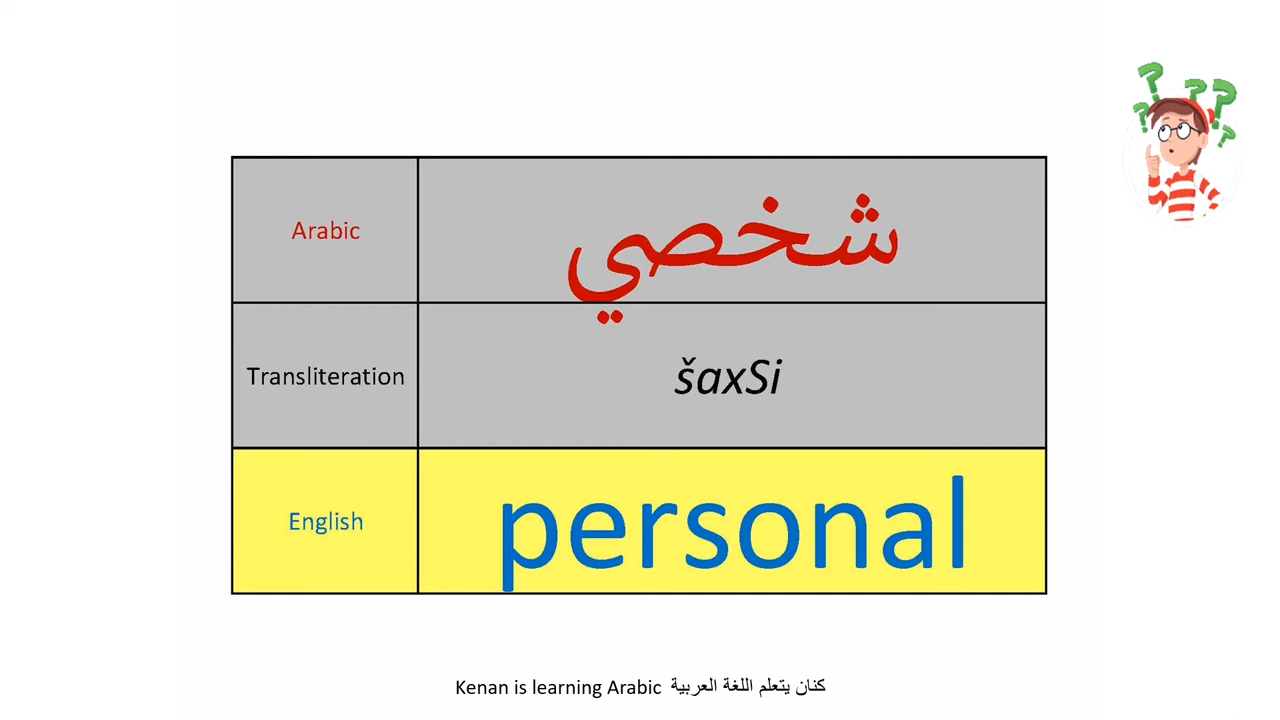 Arabic شخصي
Transliteration šaxSi
English personal
Kenan is learning Arabic كنان يتعلم اللغة العربية